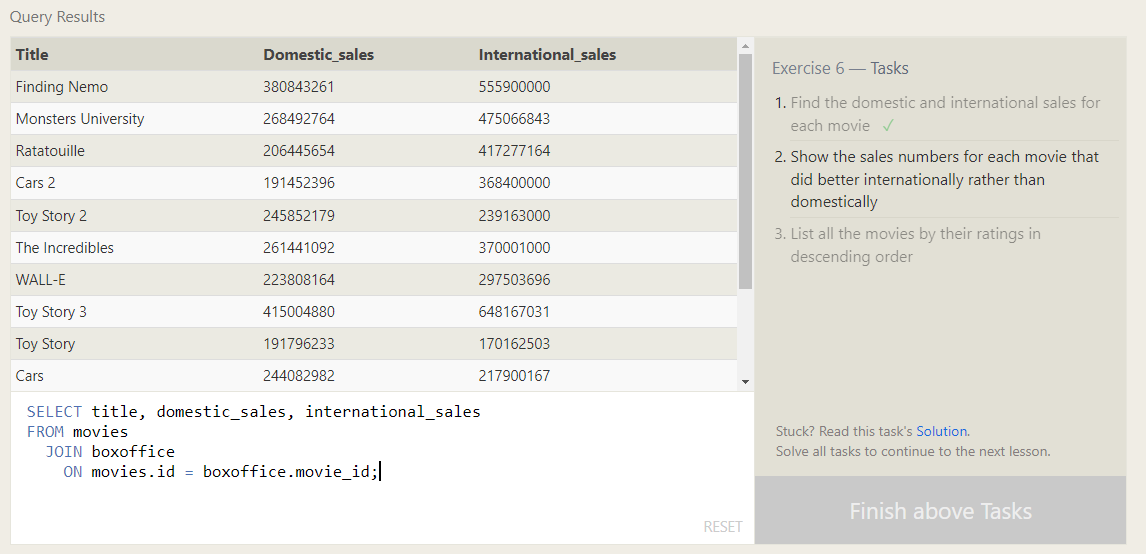 Query Results
Title Domestic_sales International_sales
Finding Nemo 380843261 555900000
Monsters University 268492764 475066843
Ratatouille 206445654 417277164
Cars 2 191452396 368400000
Toy Story 2 245852179 239163000
The Incredibles 261441092 370001000
WALL-E 223808164 297503696
Toy Story 3 415004880 648167031
Toy Story 191796233 170162503
Cars 244082982 217900167
SELECT title, domestic_sales, international_sales
FROM movies
JOIN boxoffice
ON movies.id = boxoffice.movie_id;
RESET
Exercise 6 — Tasks
1. Find the domestic and international sales for
each movie ✓
2. Show the sales numbers for each movie that
did better internationally rather than
domestically
3. List all the movies by their ratings in
descending order
Stuck? Read this task's Solution.
Solve all tasks to continue to the next lesson.
Finish above Tasks